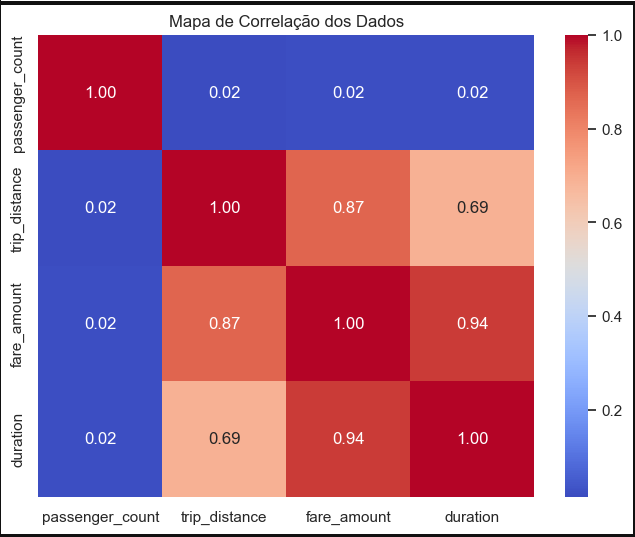 Mapa de Correlação dos Dados
passenger_count
1.00 0.02 0.02 0.02
trip_distance
0.02 1.00 0.87 0.69
fare_amount
0.02 0.87 1.00 0.94
duration
0.02 0.69 0.94 1.00
passenger_count trip_distance fare_amount duration
1.0
0.8
0.6
0.4
0.2